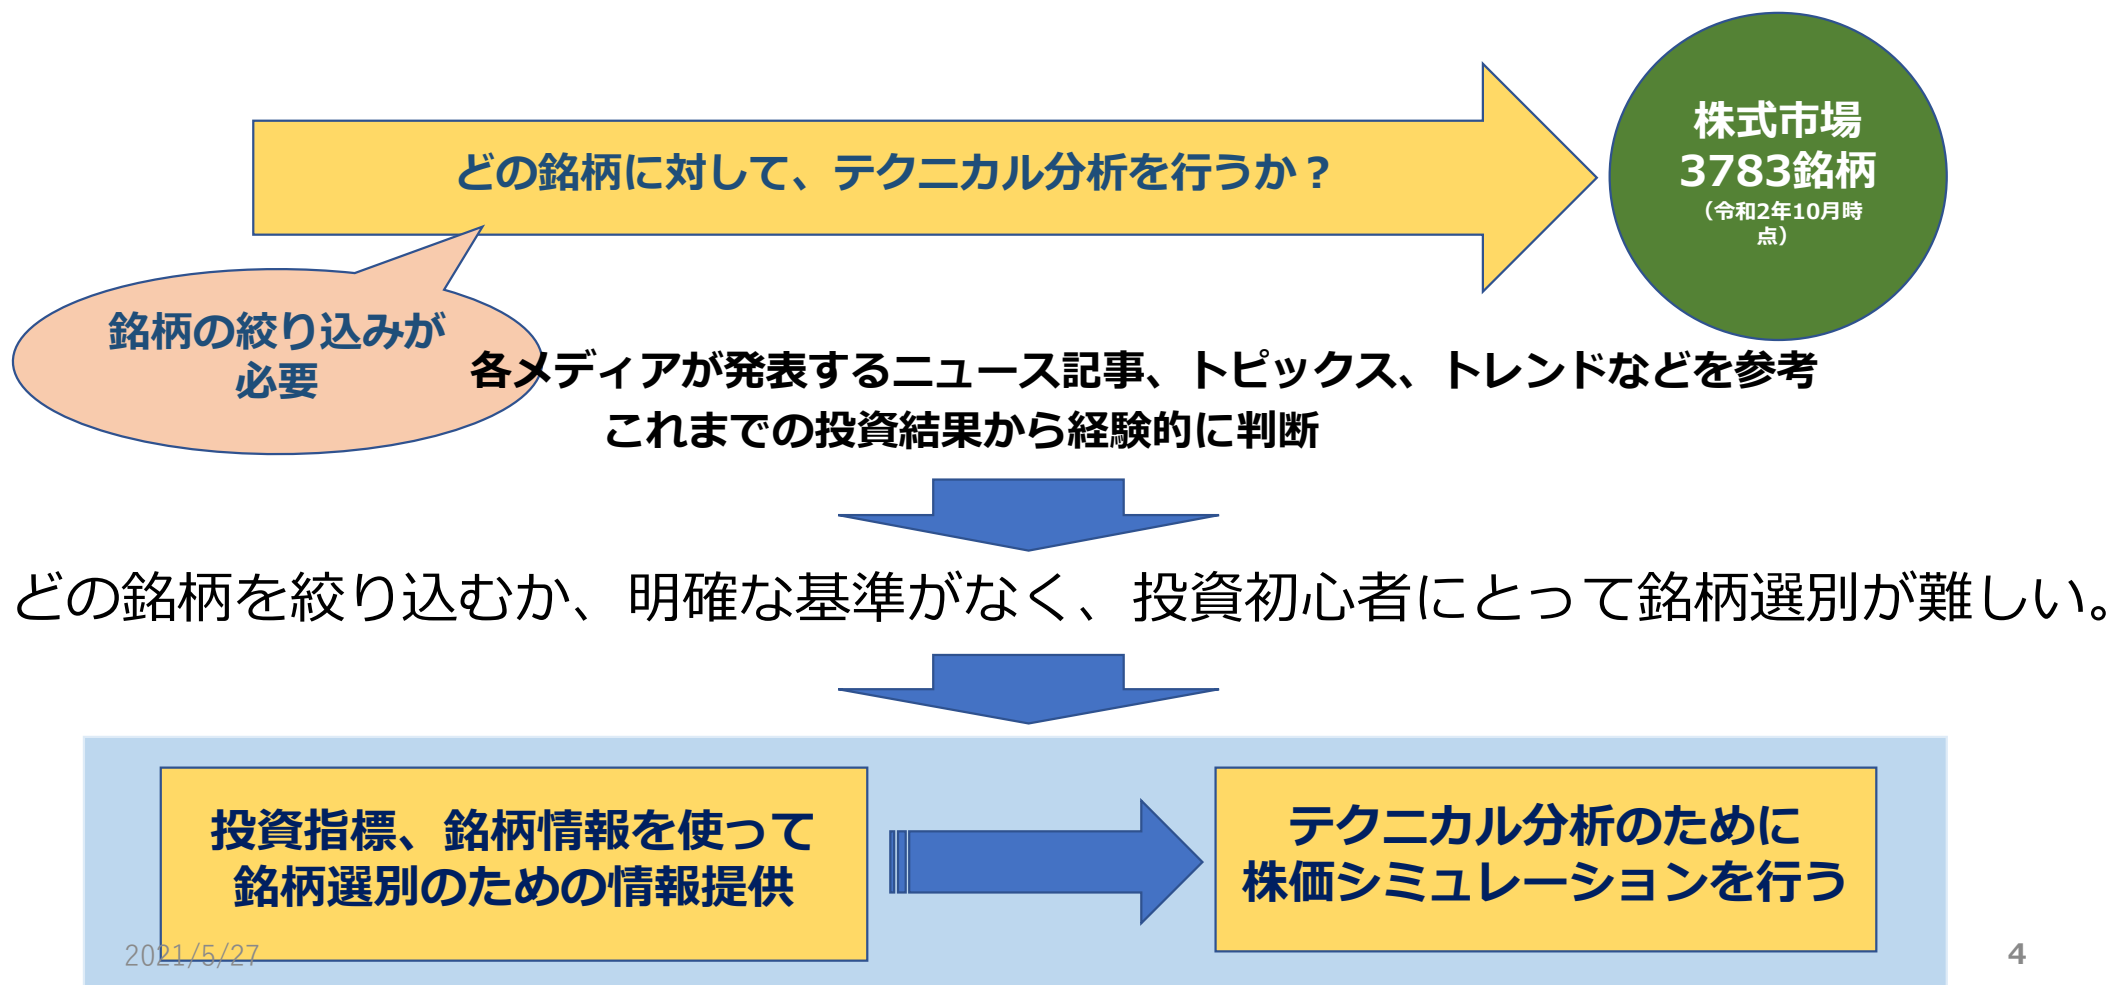 どの銘柄に対して、テクニカル分析を行うか？
株式市場
3783銘柄
（令和2年10月時
点）
銘柄の絞り込みが
必要
各メディアが発表するニュース記事、トピックス、トレンドなどを参考
これまでの投資結果から経験的に判断
どの銘柄を絞り込むか、明確な基準がなく、投資初心者にとって銘柄選別が難しい。
投資指標、銘柄情報を使って
銘柄選別のための情報提供
テクニカル分析のために
株価シミュレーションを行う
2021/5/27
4